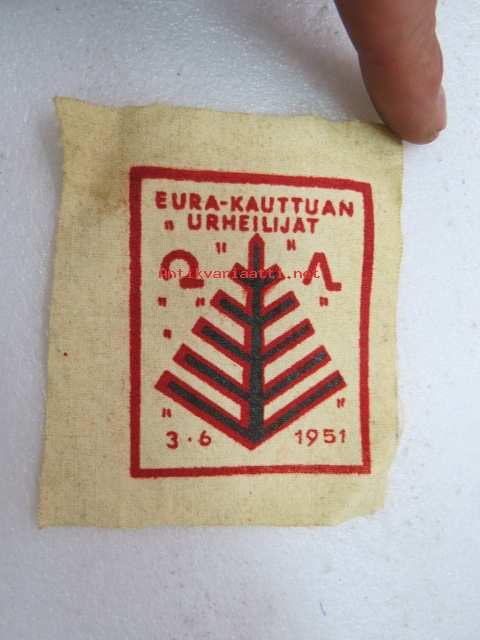 EURA-KAUTTUAN
URHEILIJAT
Ω Λ
Antikvariaatti.net
3.6 1951